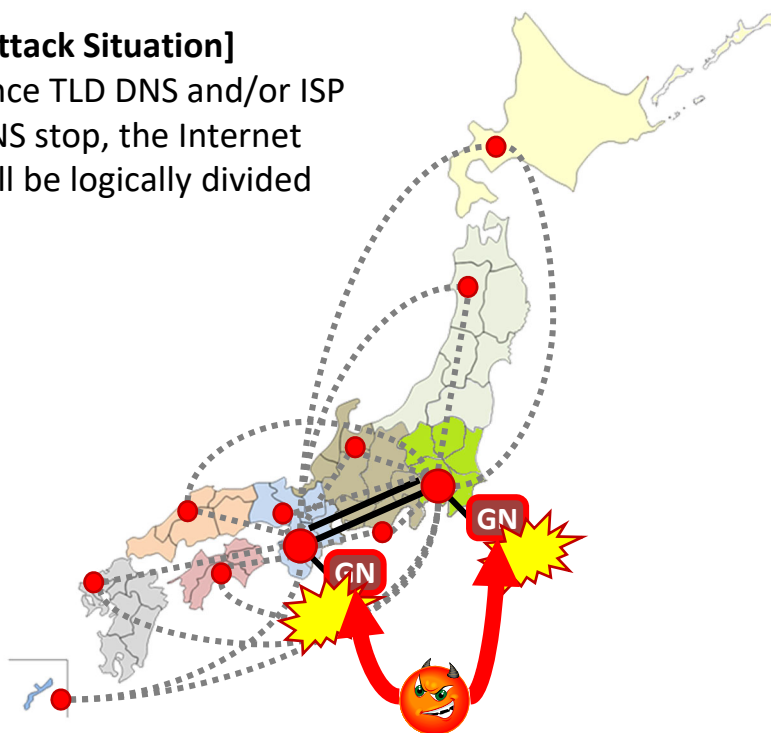 ttack Situation]
nce TLD DNS and/or ISP
NS stop, the Internet
ll be logically divided
GN
GN